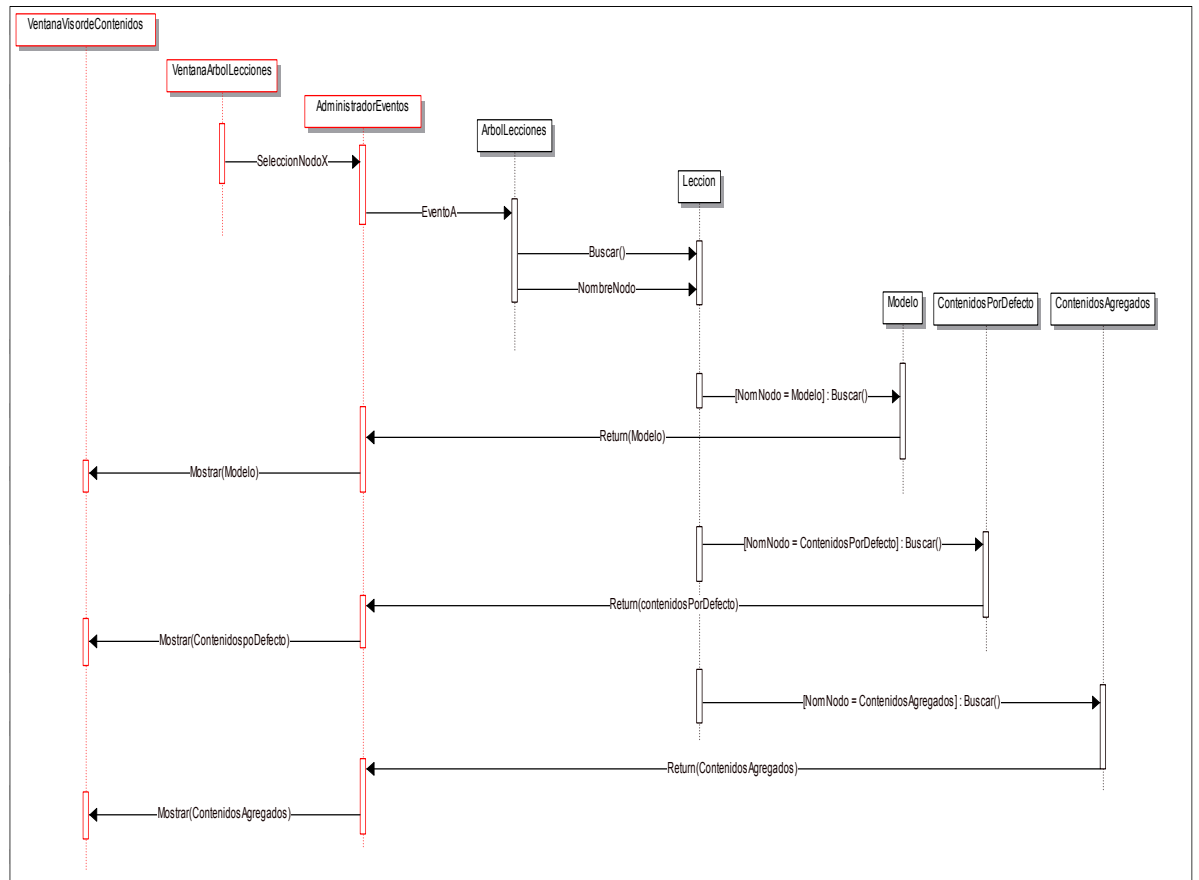 VentanaVisordeContenidos
VentanaArbolLecciones
AdministradorEventos
ArbolLecciones
SeleccionNodoX
Leccion
EventoA
Buscar()
NombreNodo
Modelo
ContenidosPorDefecto
ContenidosAgregados
[NomNodo = Modelo] : Buscar()
Return(Modelo)
Mostrar(Modelo)
[NomNodo = ContenidosPorDefecto] : Buscar()
Return(contenidosPorDefecto)
Mostrar(ContenidospoDefecto)
[NomNodo = ContenidosAgregados] : Buscar()
Return(ContenidosAgregados)
Mostrar(ContenidosAgregados)